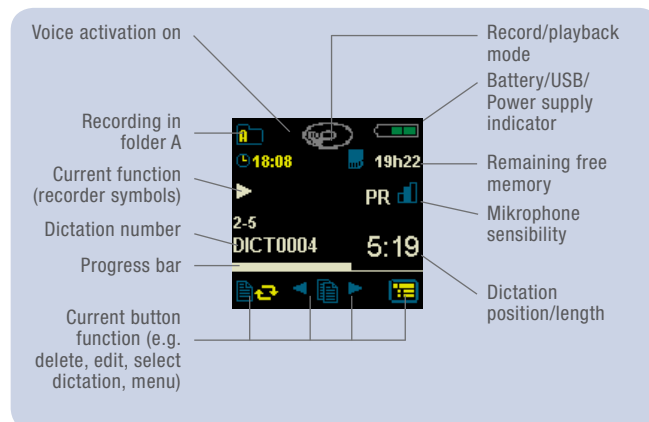 Voice activation on
Record/playback
mode
Battery/USB/
Power supply
indicator
Recording in
folder A
A
18:08
19h22
Remaining free
memory
Current function
(recorder symbols)
PR
Mikrophone
sensibility
2-5
Dictation number
DICT0004
5:19
Progress bar
Dictation
position/length
Current button
function (e.g.
delete, edit, select
dictation, menu)